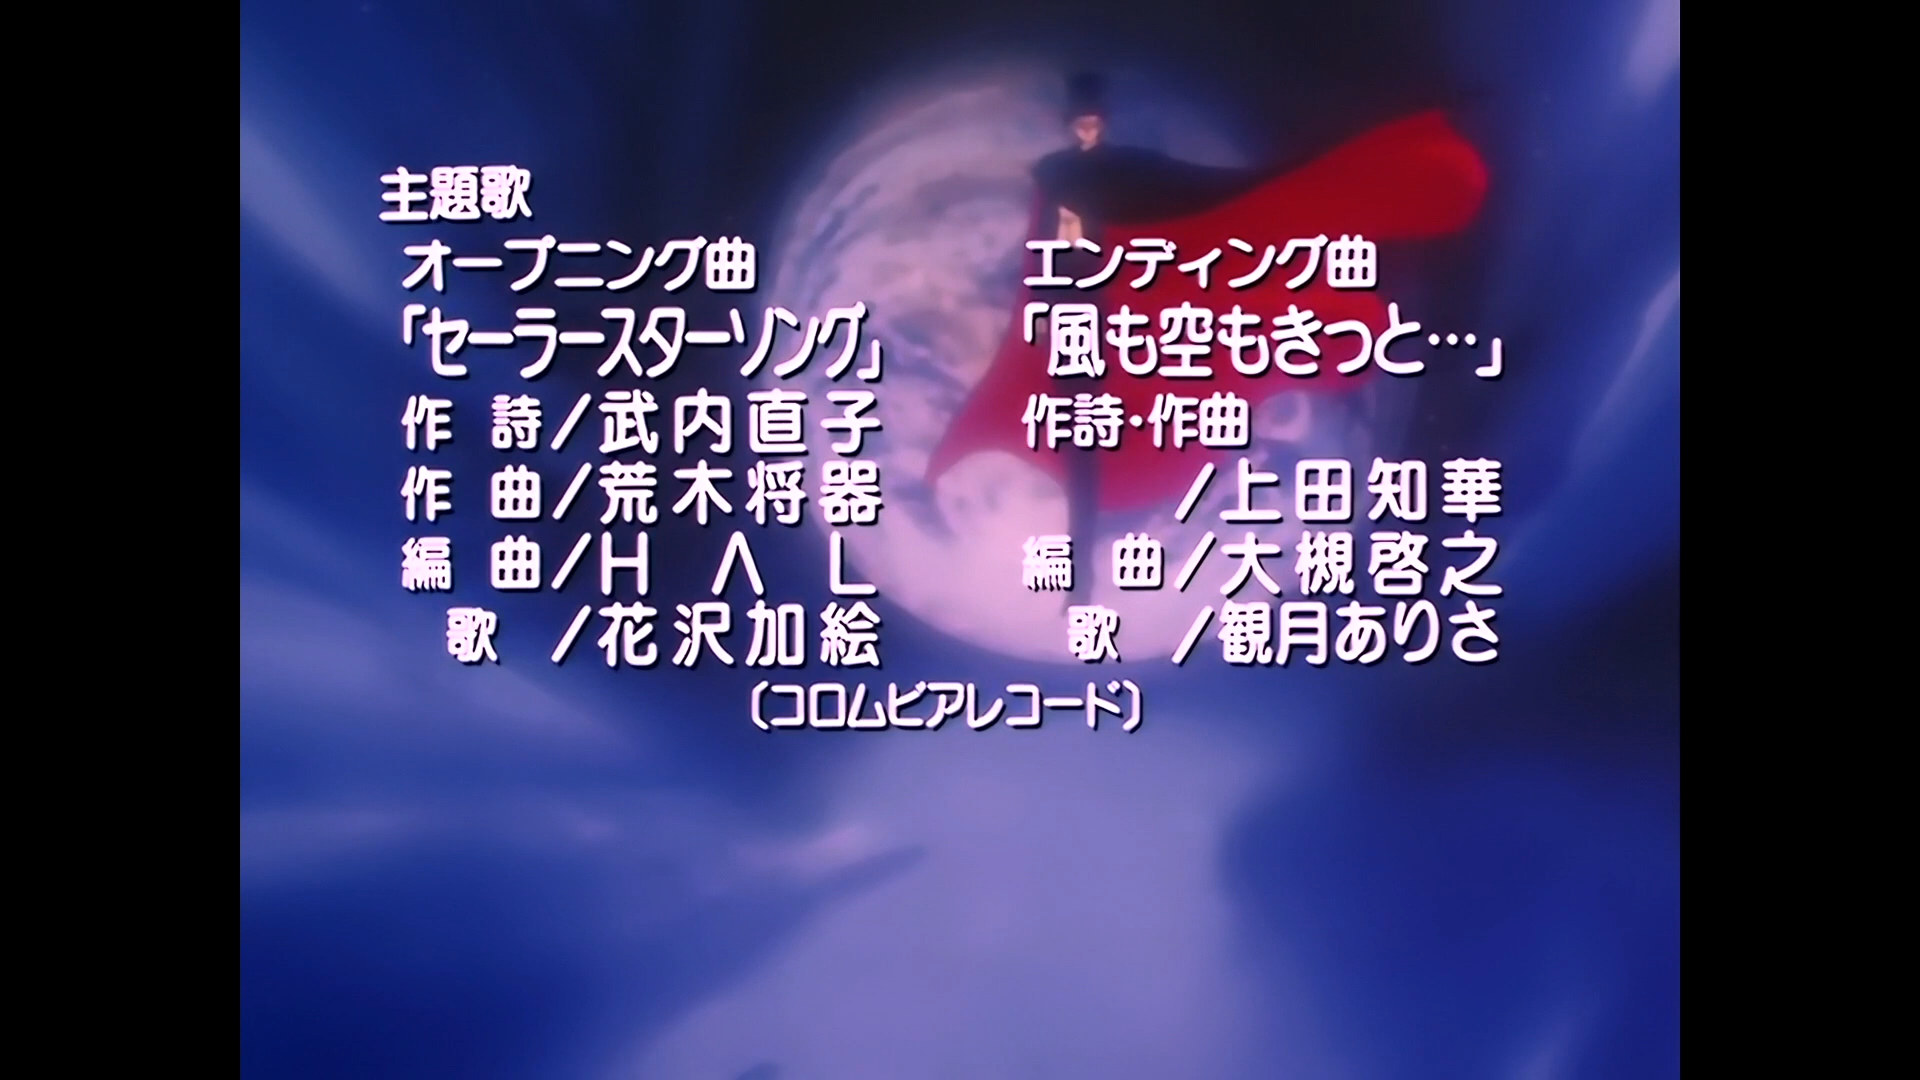 主題歌
オープニング曲
「セーラースターソング」
作 詩/武内直子
作 曲/荒木将器
編 曲/HΛL
歌 /花沢加絵
エンディング曲
「風も空もきっと…」
作詩・作曲
/上田知華
編 曲/大槻啓之
歌 /観月ありさ
(コロムビアレコード)